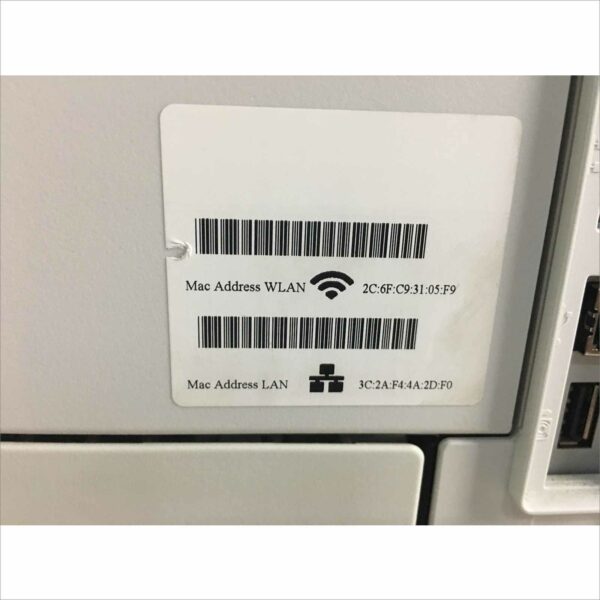 Mac Address WLAN 2C:6F:C9:31:05:F9
Mac Address LAN 3C:2A:F4:4A:2D:F0